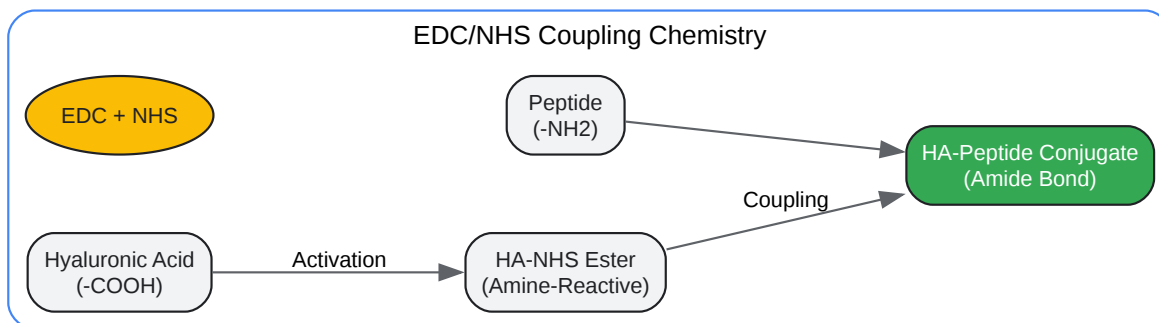 EDC/NHS Coupling Chemistry
EDC + NHS
Peptide
(-NH2)
HA-Peptide Conjugate
(Amide Bond)
Coupling
Hyaluronic Acid
(-COOH)
Activation
HA-NHS Ester
(Amine-Reactive)